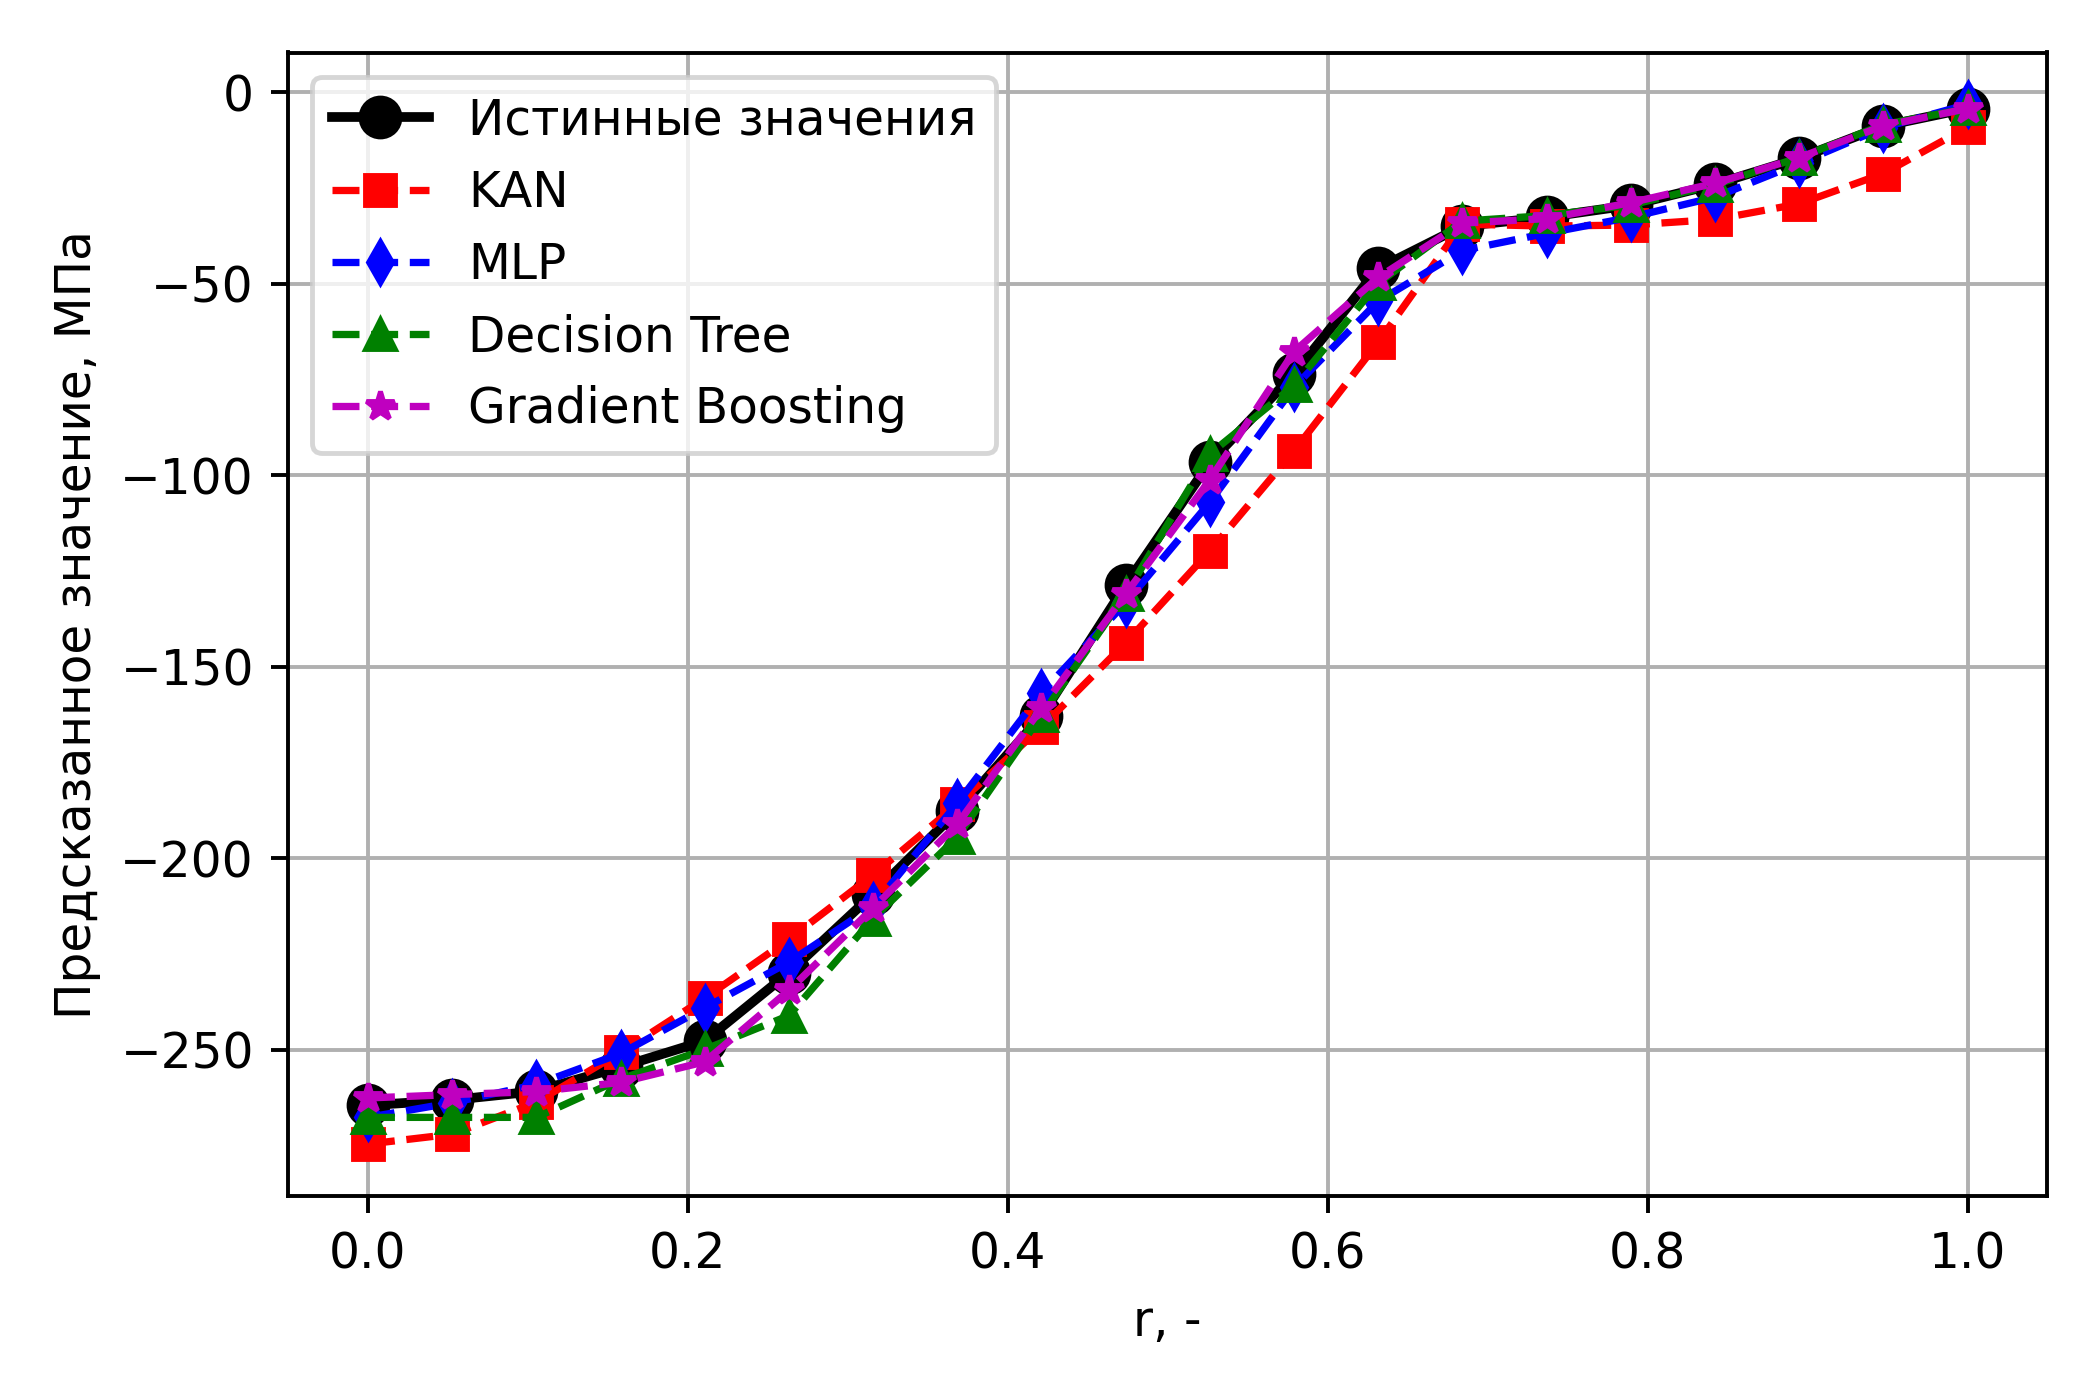 Предсказанное значение, МПа
0
−50
−100
−150
−200
−250
Истинные значения
KAN
MLP
Decision Tree
Gradient Boosting
0.0
0.2
0.4
0.6
0.8
1.0
r, -